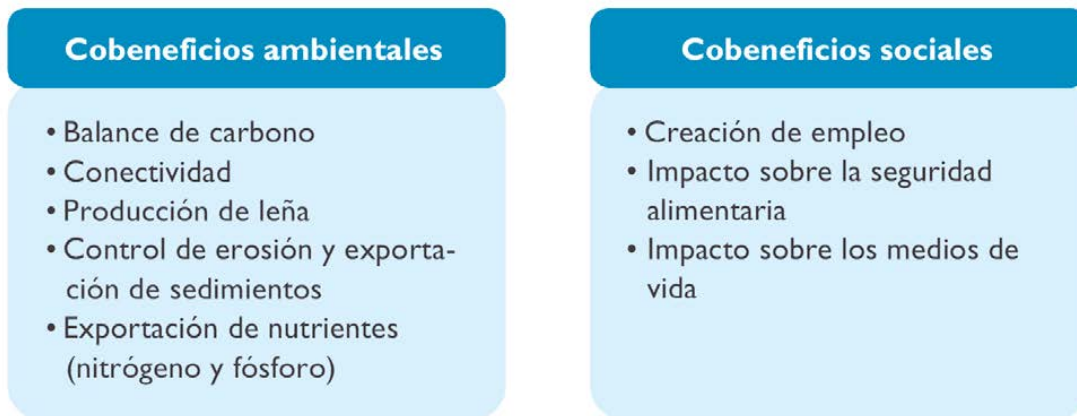 Cobeneficios ambientales
• Balance de carbono
• Conectividad
• Producción de leña
• Control de erosión y exporta-
ción de sedimientos
• Exportación de nutrientes
(nitrógeno y fósforo)
Cobeneficios sociales
• Creación de empleo
• Impacto sobre la seguridad
alimentaria
• Impacto sobre los medios de
vida